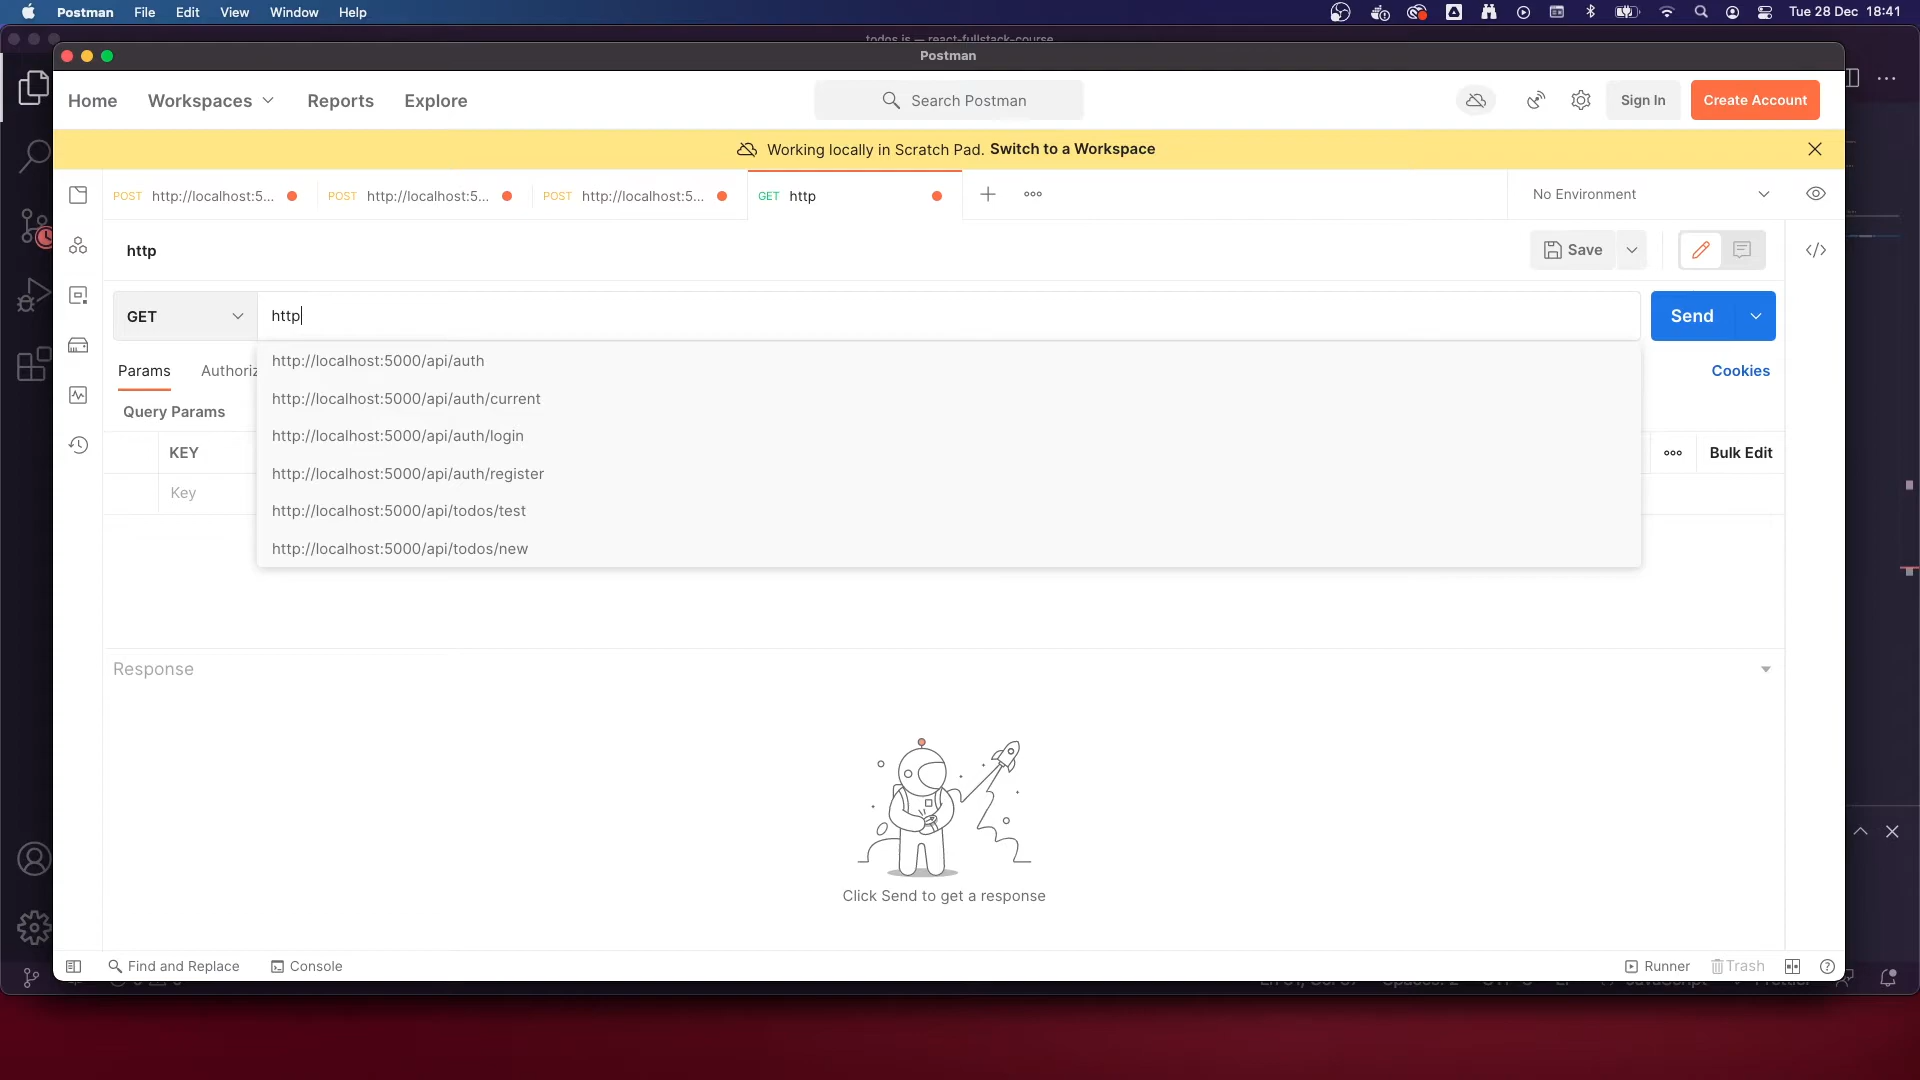 Postman File Edit View Window Help
Tue 28 Dec 18:41
todos.js — react-fullstack-course
Postman
Home Workspaces Reports Explore
Search Postman
Sign In
Create Account
Working locally in Scratch Pad. Switch to a Workspace
POST http://localhost:5...
POST http://localhost:5...
POST http://localhost:5...
GET http
No Environment
http
Save
GET
http
Send
http://localhost:5000/api/auth
Params
Authoriz
Cookies
http://localhost:5000/api/auth/current
Query Params
http://localhost:5000/api/auth/login
KEY
Bulk Edit
http://localhost:5000/api/auth/register
Key
http://localhost:5000/api/todos/test
http://localhost:5000/api/todos/new
Response
Click Send to get a response
Find and Replace
Console
Runner
Trash